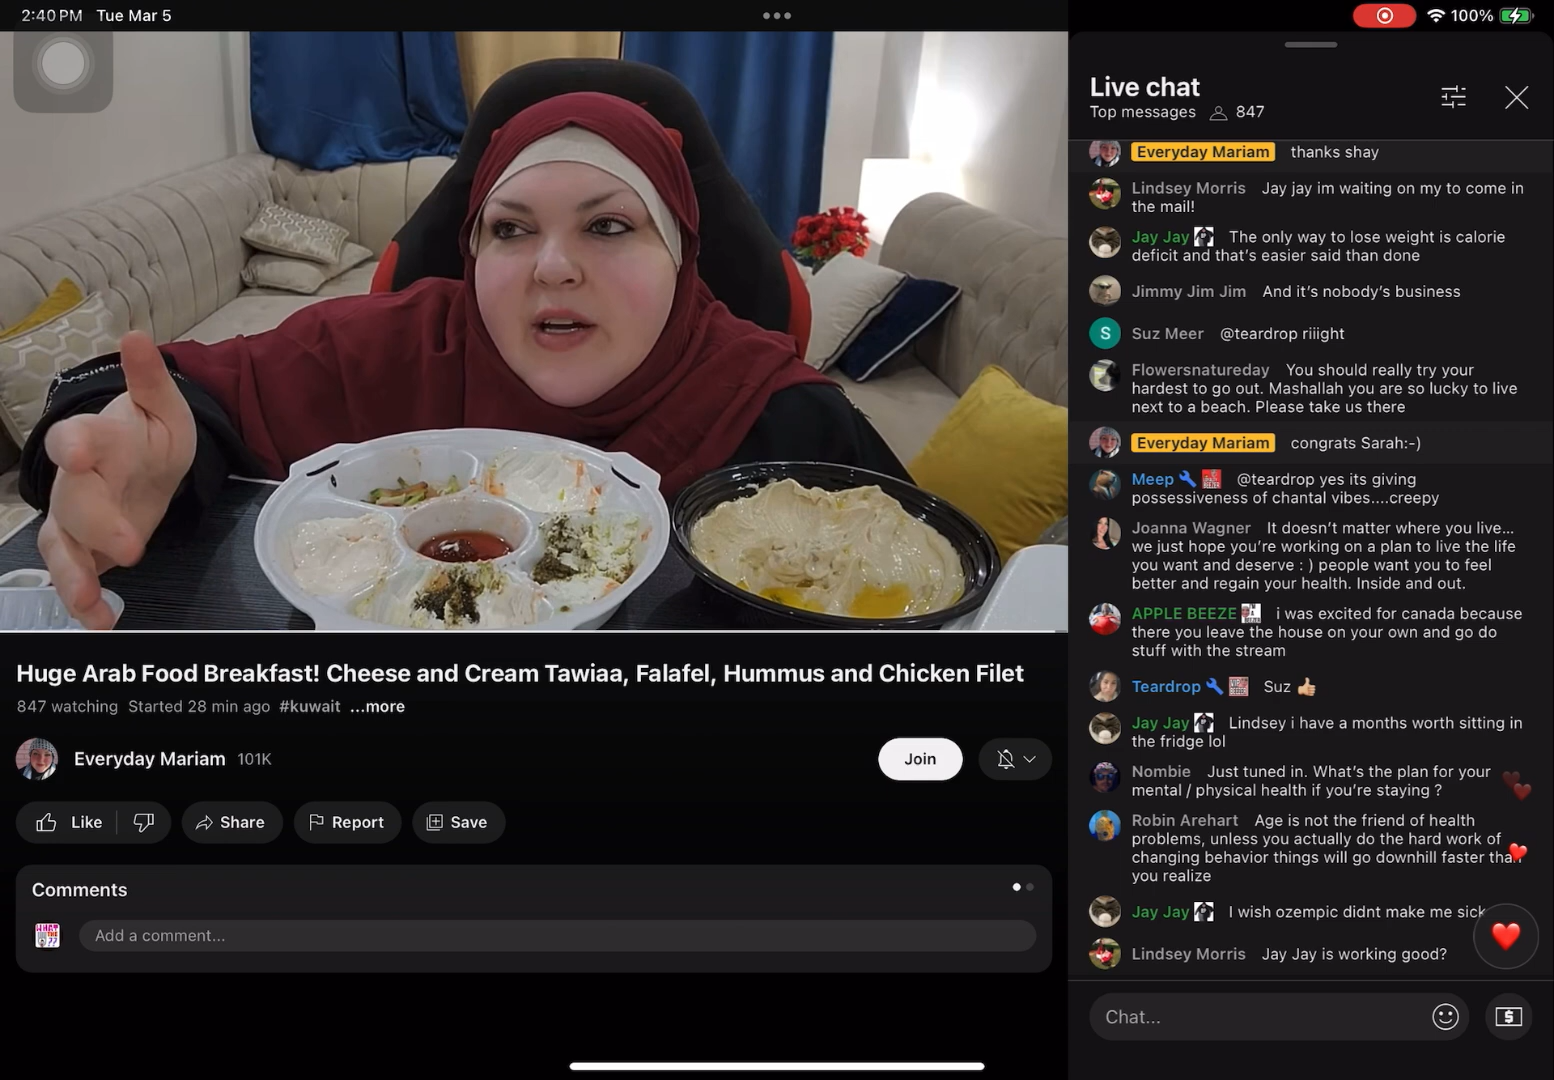 2:40 PM Tue Mar 5
100%
Live chat
Top messages 847
Everyday Mariam thanks shay
Lindsey Morris Jay jay im waiting on my to come in
the mail!
Jay Jay The only way to lose weight is calorie
deficit and that's easier said than done
Jimmy Jim Jim And it's nobody's business
S Suz Meer @teardrop riiight
Flowersnatureday You should really try your
hardest to go out. Mashallah you are so lucky to live
next to a beach. Please take us there
Everyday Mariam congrats Sarah:-)
Meep @teardrop yes its giving
possessiveness of chantal vibes....creepy
Joanna Wagner It doesn't matter where you live...
we just hope you're working on a plan to live the life
you want and deserve : ) people want you to feel
better and regain your health. Inside and out.
APPLE BEEZE i was excited for canada because
there you leave the house on your own and go do
stuff with the stream
Teardrop Suz 👍🏼
Jay Jay Lindsey i have a months worth sitting in
the fridge lol
Nombie Just tuned in. What's the plan for your
mental / physical health if you're staying ?
Robin Arehart Age is not the friend of health
problems, unless you actually do the hard work of
changing behavior things will go downhill faster than
you realize
Jay Jay I wish ozempic didnt make me sick
Lindsey Morris Jay Jay is working good?
Chat...
Huge Arab Food Breakfast! Cheese and Cream Tawiaa, Falafel, Hummus and Chicken Filet
847 watching Started 28 min ago #kuwait ...more
Everyday Mariam 101K
Join
Like Share Report Save
Comments
Add a comment...